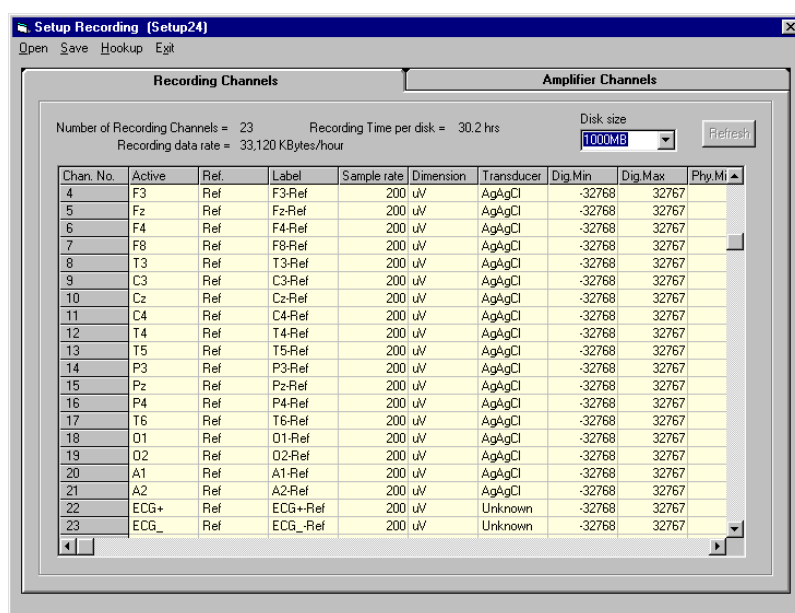 Setup Recording (Setup24)
Open Save Hookup Exit
Recording Channels Amplifier Channels
Number of Recording Channels = 23 Recording Time per disk = 30.2 hrs Disk size
Recording data rate = 33,120 KBytes/hour 1000MB Refresh
Chan. No. Active Ref. Label Sample rate Dimension Transducer Dig.Min Dig.Max Phy.Mi
4 F3 Ref F3-Ref 200 uV AgAgCl -32768 32767
5 Fz Ref Fz-Ref 200 uV AgAgCl -32768 32767
6 F4 Ref F4-Ref 200 uV AgAgCl -32768 32767
7 F8 Ref F8-Ref 200 uV AgAgCl -32768 32767
8 T3 Ref T3-Ref 200 uV AgAgCl -32768 32767
9 C3 Ref C3-Ref 200 uV AgAgCl -32768 32767
10 Cz Ref Cz-Ref 200 uV AgAgCl -32768 32767
11 C4 Ref C4-Ref 200 uV AgAgCl -32768 32767
12 T4 Ref T4-Ref 200 uV AgAgCl -32768 32767
13 T5 Ref T5-Ref 200 uV AgAgCl -32768 32767
14 P3 Ref P3-Ref 200 uV AgAgCl -32768 32767
15 Pz Ref Pz-Ref 200 uV AgAgCl -32768 32767
16 P4 Ref P4-Ref 200 uV AgAgCl -32768 32767
17 T6 Ref T6-Ref 200 uV AgAgCl -32768 32767
18 O1 Ref O1-Ref 200 uV AgAgCl -32768 32767
19 O2 Ref O2-Ref 200 uV AgAgCl -32768 32767
20 A1 Ref A1-Ref 200 uV AgAgCl -32768 32767
21 A2 Ref A2-Ref 200 uV AgAgCl -32768 32767
22 ECG+ Ref ECG+-Ref 200 uV Unknown -32768 32767
23 ECG_ Ref ECG_-Ref 200 uV Unknown -32768 32767